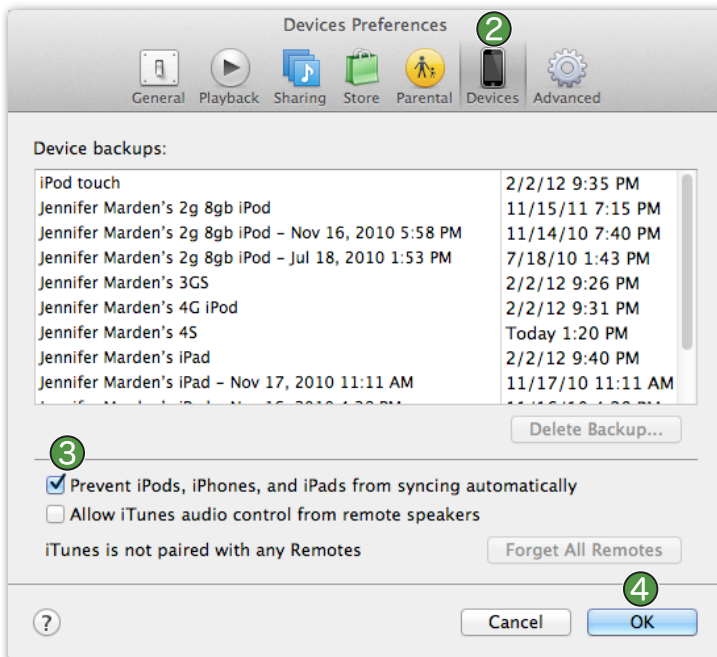 Devices Preferences
2
General Playback Sharing Store Parental Devices Advanced
Device backups:
iPod touch 2/2/12 9:35 PM
Jennifer Marden's 2g 8gb iPod 11/15/11 7:15 PM
Jennifer Marden's 2g 8gb iPod – Nov 16, 2010 5:58 PM 11/14/10 7:40 PM
Jennifer Marden's 2g 8gb iPod – Jul 18, 2010 1:53 PM 7/18/10 1:43 PM
Jennifer Marden's 3GS 2/2/12 9:26 PM
Jennifer Marden's 4G iPod 2/2/12 9:31 PM
Jennifer Marden's 4S Today 1:20 PM
Jennifer Marden's iPad 2/2/12 9:40 PM
Jennifer Marden's iPad – Nov 17, 2010 11:11 AM 11/17/10 11:11 AM
Delete Backup...
3
Prevent iPods, iPhones, and iPads from syncing automatically
Allow iTunes audio control from remote speakers
iTunes is not paired with any Remotes Forget All Remotes
4
? Cancel OK